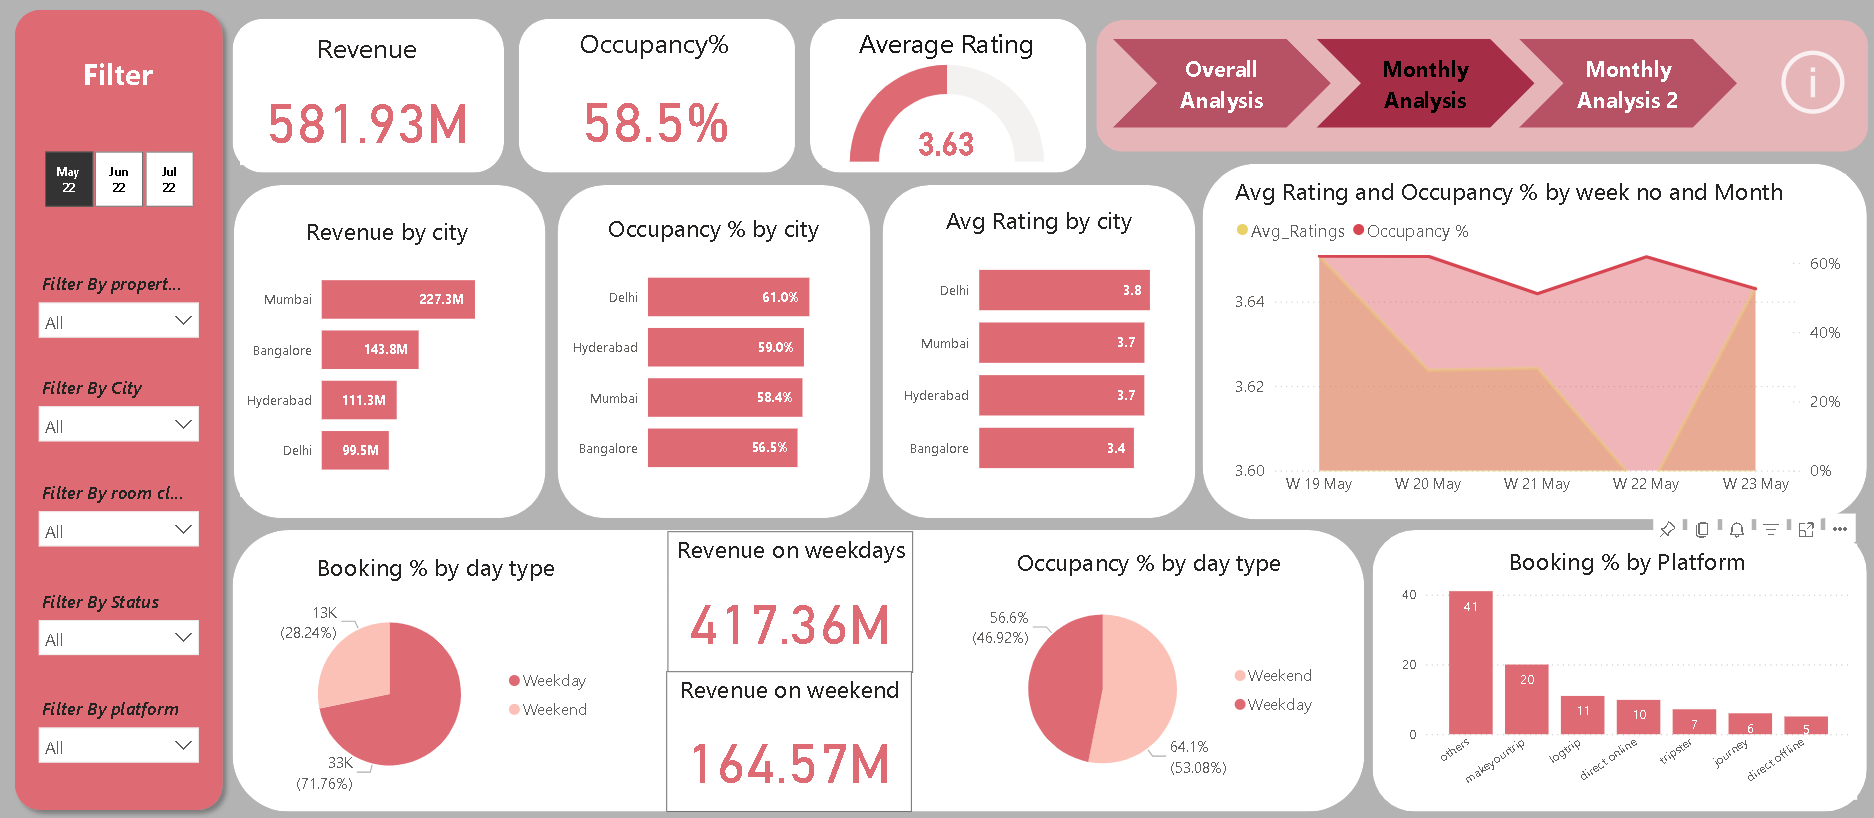 Filter
May
22
Jun
22
Jul
22
Filter By propert...
All
Filter By City
All
Filter By room cl...
All
Filter By Status
All
Filter By platform
All
Revenue
581.93M
Occupancy%
58.5%
Average Rating
3.63
Overall
Analysis
Monthly
Analysis
Monthly
Analysis 2
i
Revenue by city
Mumbai 227.3M
Bangalore 143.8M
Hyderabad 111.3M
Delhi 99.5M
Occupancy % by city
Delhi 61.0%
Hyderabad 59.0%
Mumbai 58.4%
Bangalore 56.5%
Avg Rating by city
Delhi 3.8
Mumbai 3.7
Hyderabad 3.7
Bangalore 3.4
Avg Rating and Occupancy % by week no and Month
Avg_Ratings Occupancy %
60%
3.64
40%
3.62
20%
3.60 0%
W 19 May W 20 May W 21 May W 22 May W 23 May
Booking % by day type
13K
(28.24%)
33K
(71.76%)
Weekday
Weekend
Revenue on weekdays
417.36M
Revenue on weekend
164.57M
Occupancy % by day type
56.6%
(46.92%)
64.1%
(53.08%)
Weekend
Weekday
Booking % by Platform
40
20
0
41
20
11
10
7
6
5
others
makeyourtrip
logtrip
direct online
tripster
journey
direct offline